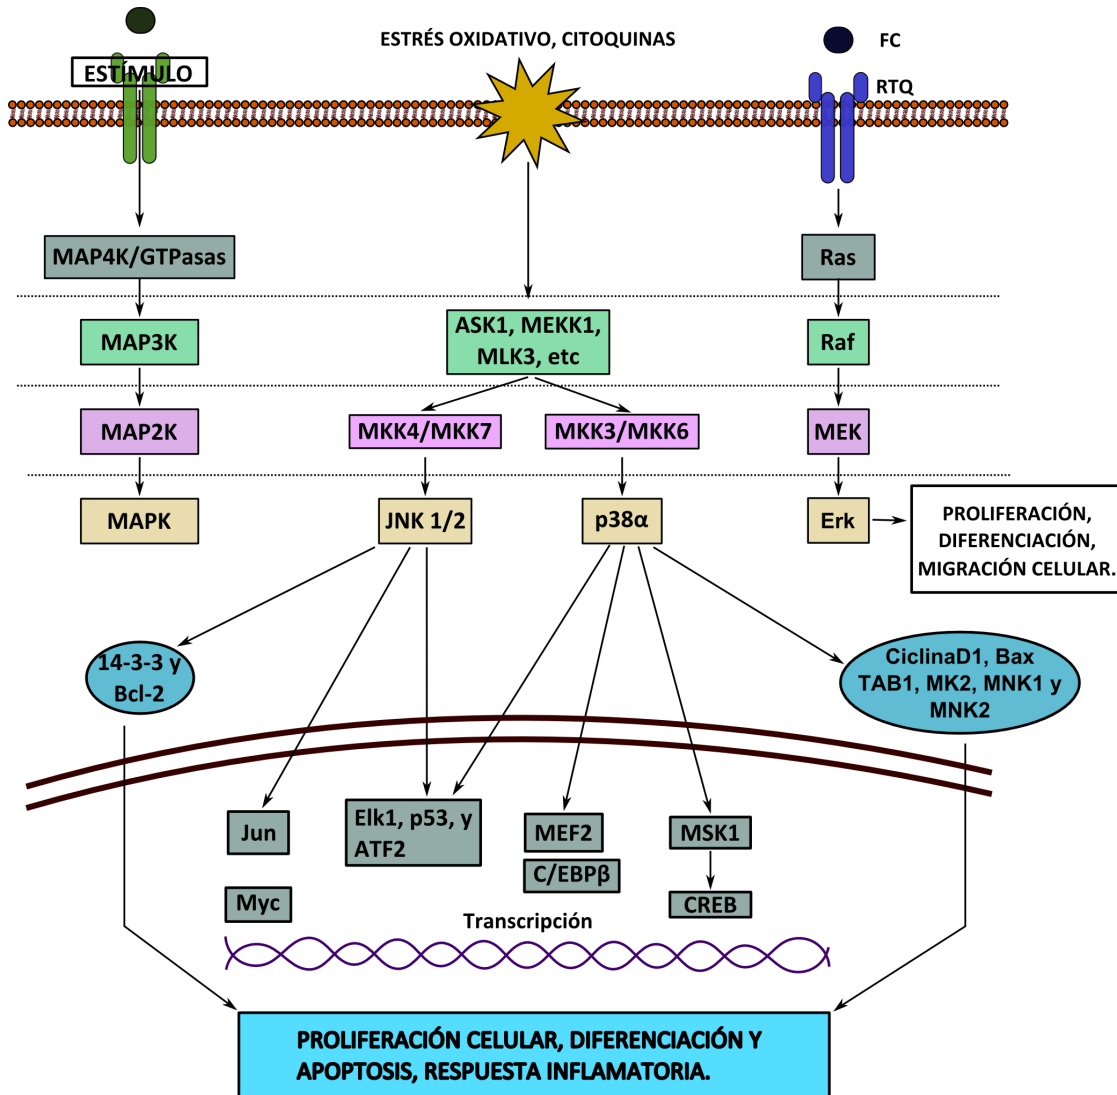 ESTRÉS OXIDATIVO, CITOQUINAS
FC
ESTÍMULO
RTQ
MAP4K/GTPasas
Ras
MAP3K
ASK1, MEKK1,
MLK3, etc
Raf
MAP2K
MKK4/MKK7
MKK3/MKK6
MEK
MAPK
JNK 1/2
p38α
Erk
PROLIFERACIÓN,
DIFERENCIACIÓN,
MIGRACIÓN CELULAR.
14-3-3 y
Bcl-2
CiclinaD1, Bax
TAB1, MK2, MNK1 y
MNK2
Jun
Elk1, p53, y
ATF2
MEF2
MSK1
C/EBPβ
Myc
CREB
Transcripción
PROLIFERACIÓN CELULAR, DIFERENCIACIÓN Y
APOPTOSIS, RESPUESTA INFLAMATORIA.